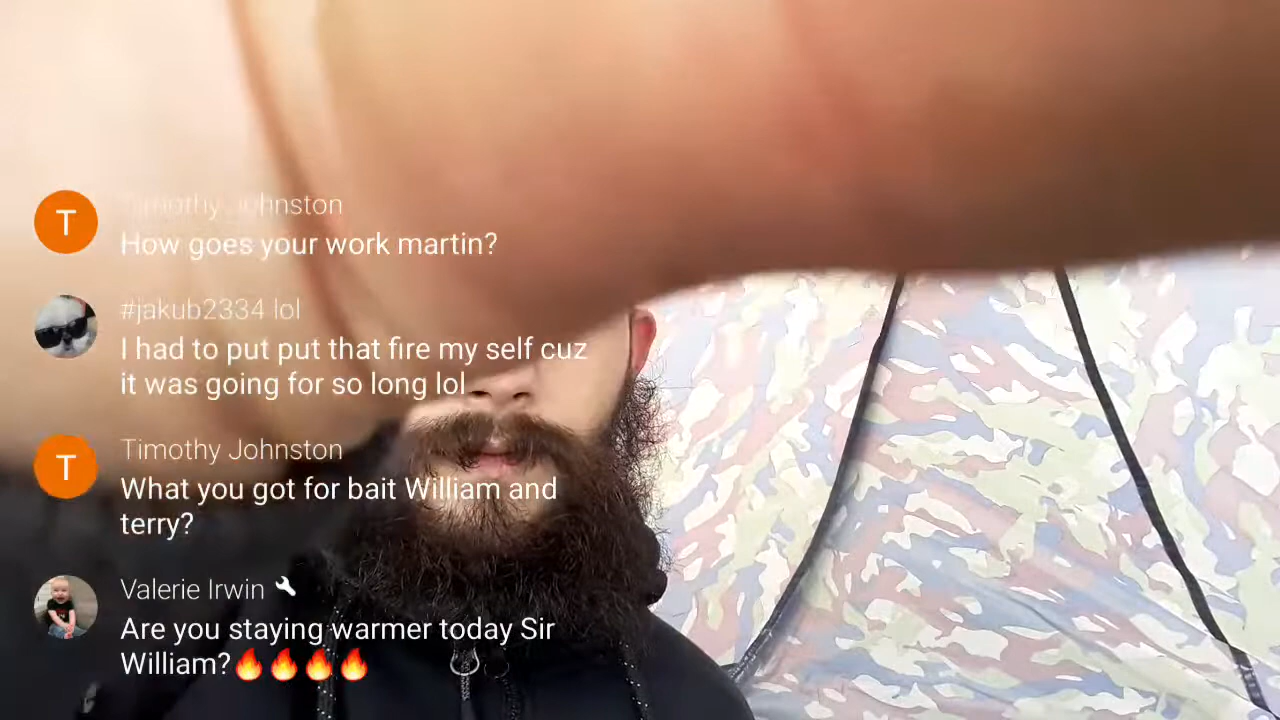 T
Timothy Johnston
How goes your work martin?
#jakub2334 lol
I had to put put that fire my self cuz
it was going for so long lol
T
Timothy Johnston
What you got for bait William and
terry?
Valerie Irwin
Are you staying warmer today Sir
William?🔥🔥🔥🔥